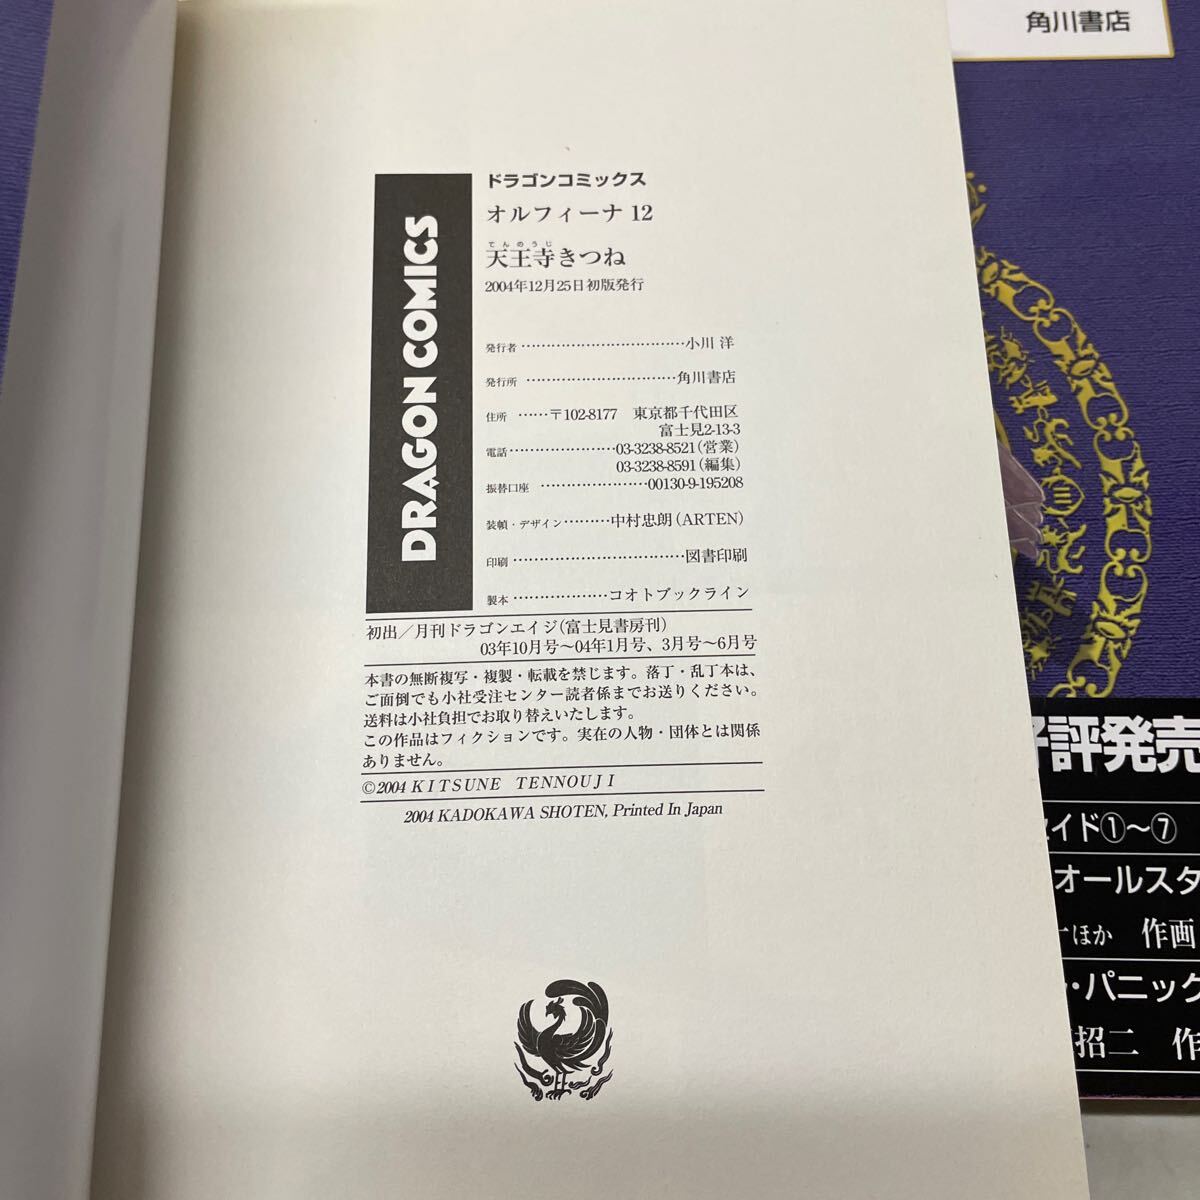 DRAGON COMICS
ドラゴンコミックス
オルフィーナ 12
てんのうじ
天王寺きつね
2004年12月25日初版発行
発行者………………………………小川 洋
発行所 …………………………角川書店
住所 ……〒102-8177 東京都千代田区
富士見2-13-3
電話…………………03-3238-8521(営業)
03-3238-8591(編集)
振替口座 …………………00130-9-195208
装幀・デザイン………中村忠朗(ARTEN)
印刷……………………………図書印刷
製本………………コオトブックライン
初出／月刊ドラゴンエイジ(富士見書房刊)
03年10月号〜04年1月号、3月号〜6月号
本書の無断複写・複製・転載を禁じます。落丁・乱丁本は、
ご面倒でも小社受注センター読者係までお送りください。
送料は小社負担でお取り替えいたします。
この作品はフィクションです。実在の人物・団体とは関係
ありません。
©2004 KITSUNE TENNOUJI
2004 KADOKAWA SHOTEN, Printed In Japan
角川書店
評発売
イド①〜⑦
オールスタ
ほか 作画
・パニック
招二 作